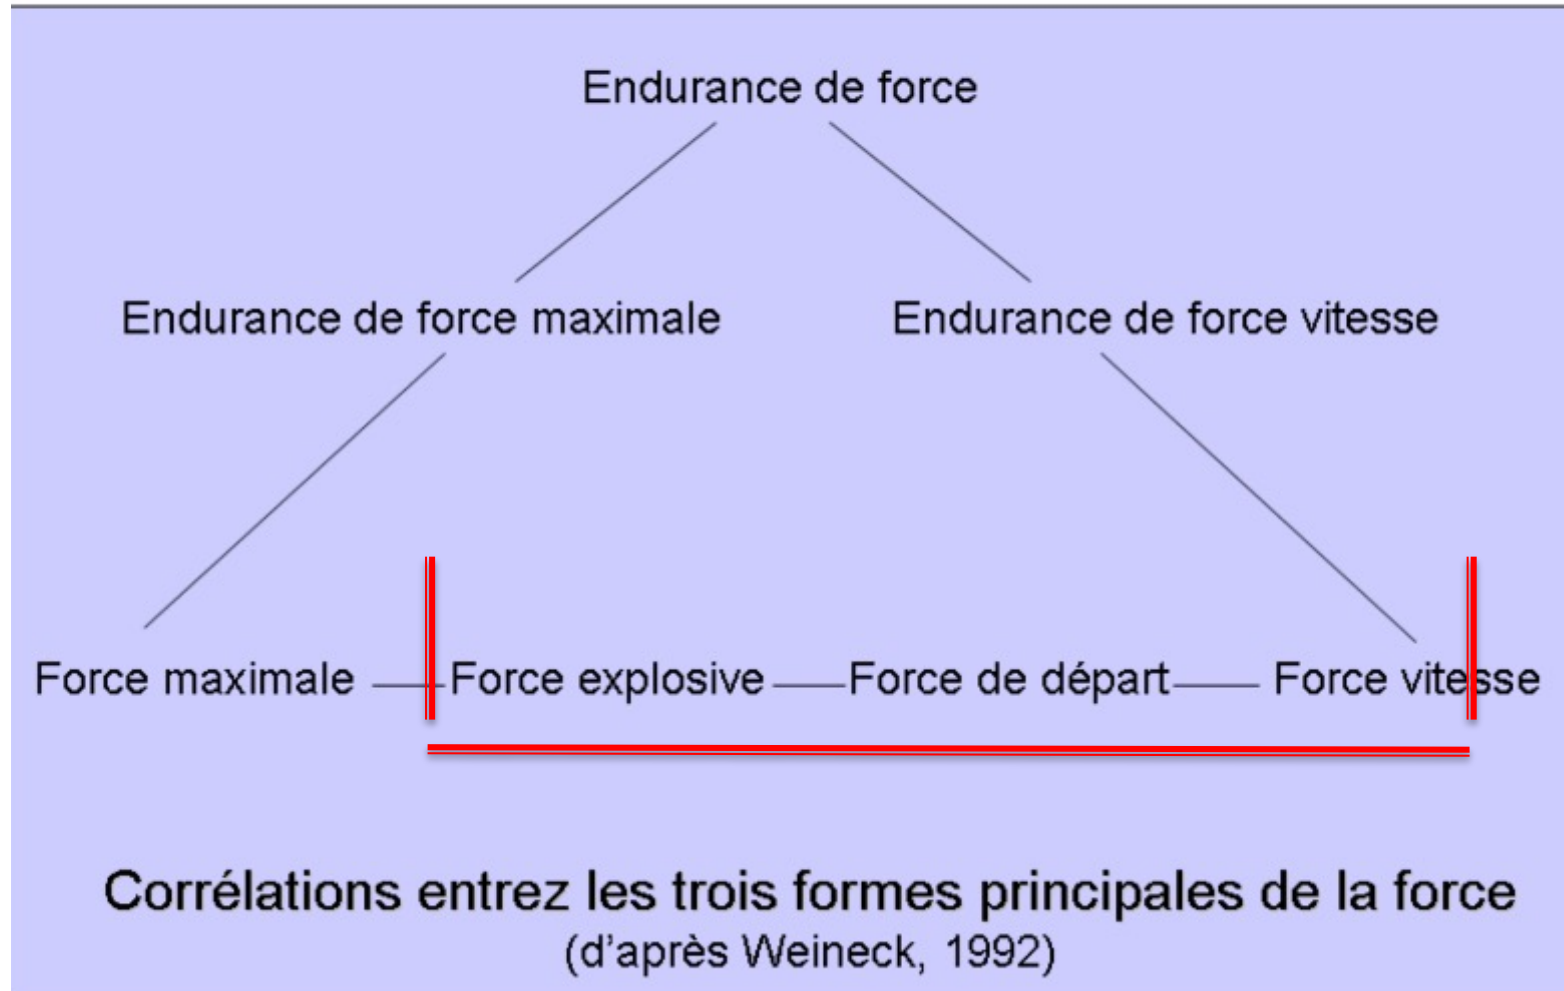 Endurance de force
Endurance de force maximale Endurance de force vitesse
Force maximale Force explosive Force de départ Force vitesse
Corrélations entrez les trois formes principales de la force
(d'après Weineck, 1992)